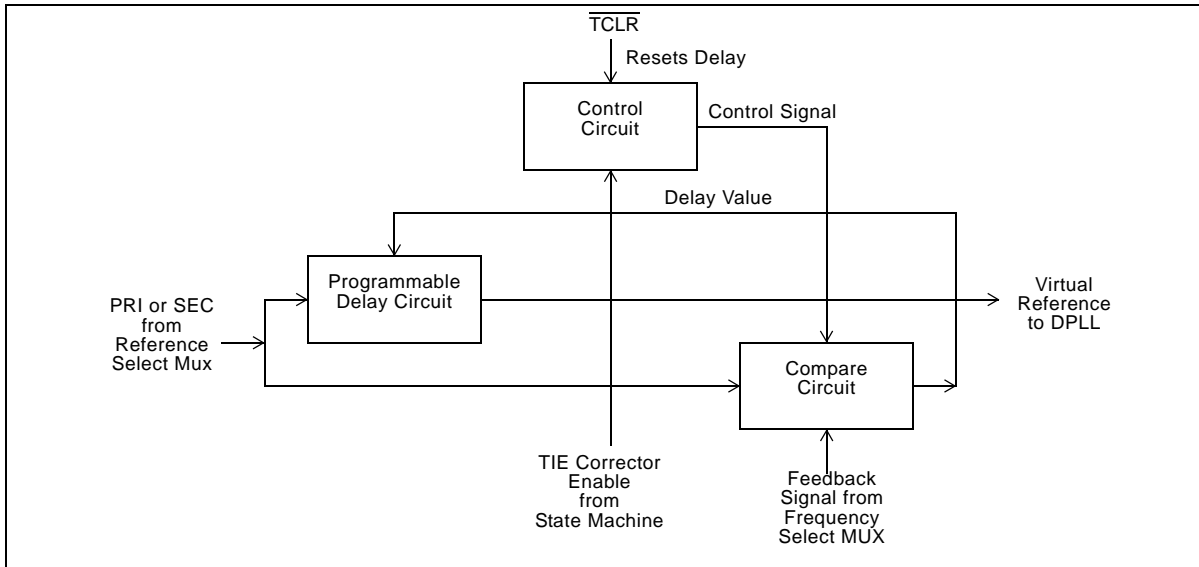 TCLR
Resets Delay
Control
Circuit
Control Signal
Delay Value
Programmable
Delay Circuit
PRI or SEC
from
Reference
Select Mux
Virtual
Reference
to DPLL
Compare
Circuit
TIE Corrector
Enable
from
State Machine
Feedback
Signal from
Frequency
Select MUX